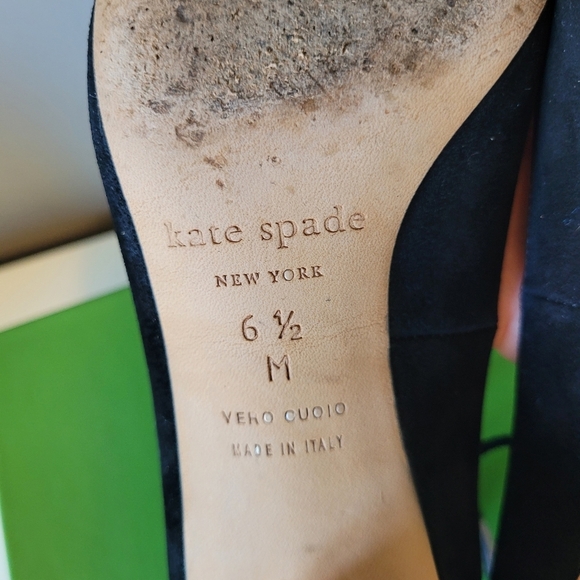 kate spade
NEW YORK
6 ½
M
VERO CUOIO
MADE IN ITALY